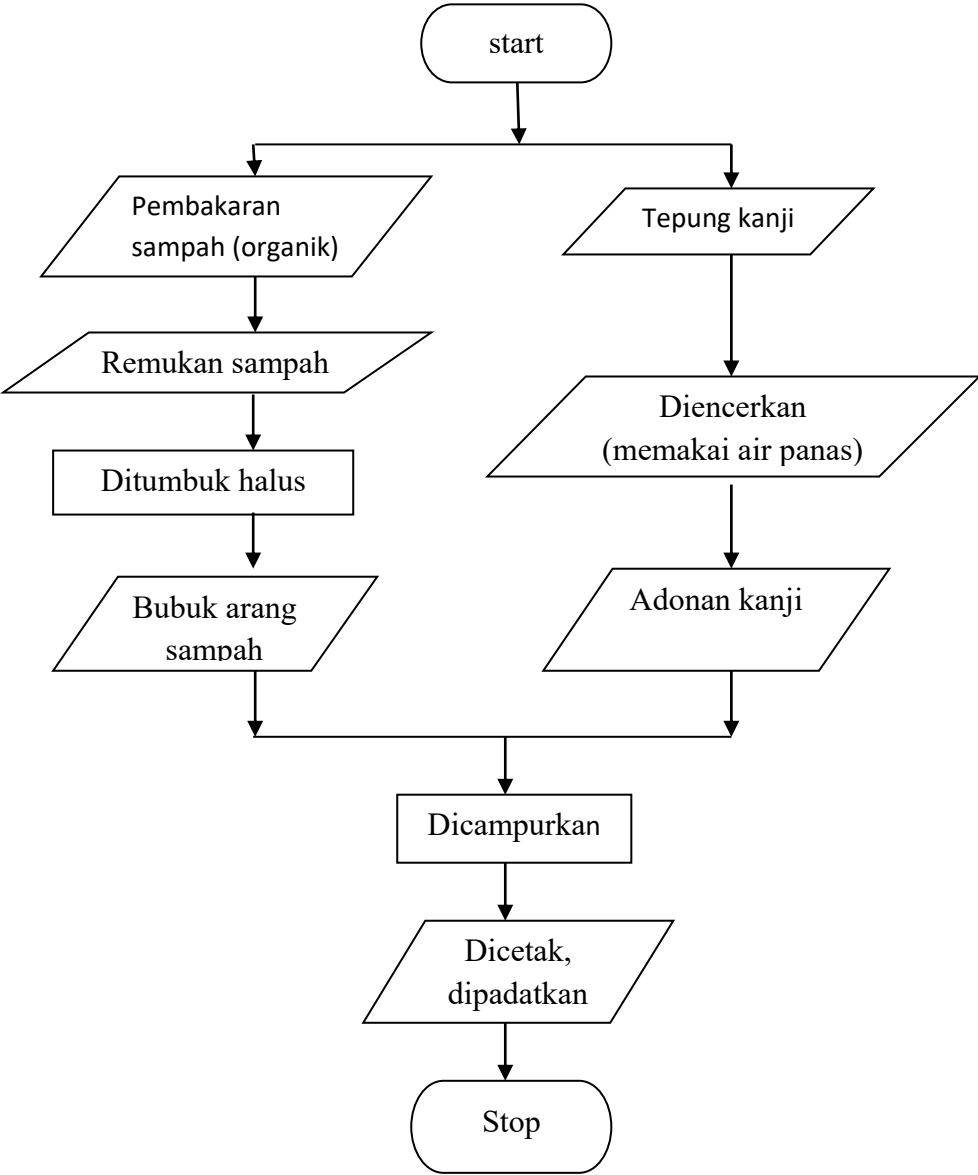 start
Pembakaran
sampah (organik)
Tepung kanji
Remukan sampah
Diencerkan
(memakai air panas)
Ditumbuk halus
Bubuk arang
sampah
Adonan kanji
Dicampurkan
Dicetak,
dipadatkan
Stop